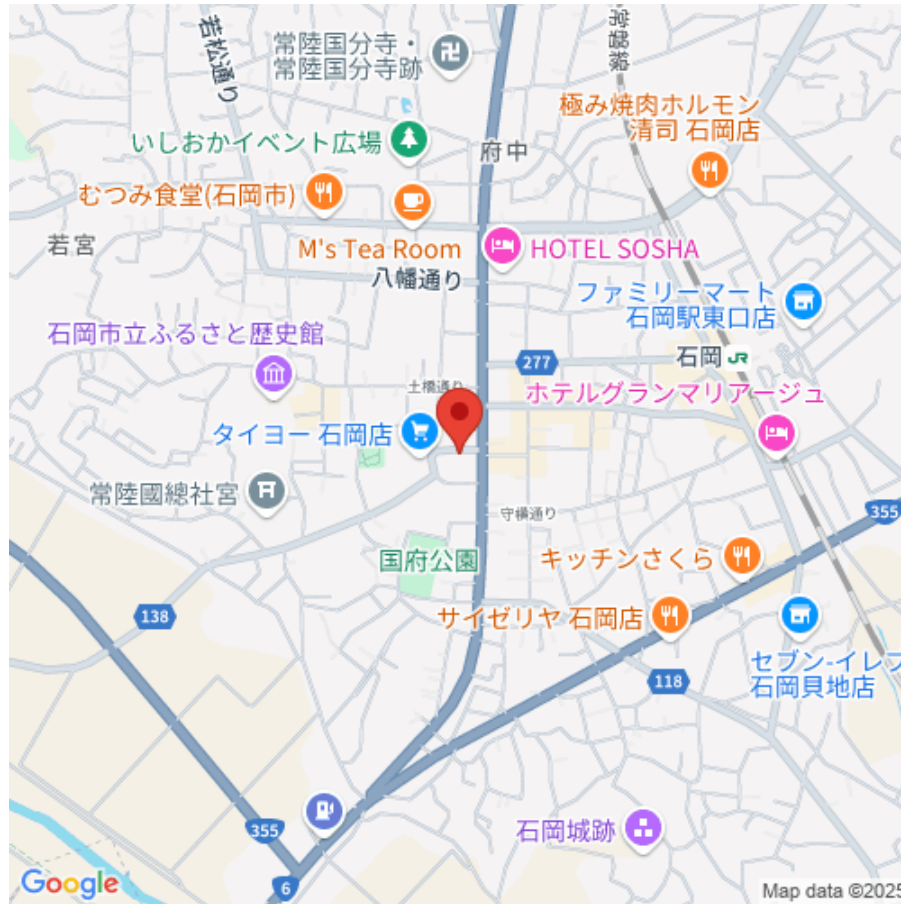 若松通り
常陸国分寺・
常陸国分寺跡
常磐線
極み焼肉ホルモン
清司 石岡店
いしおかイベント広場
府中
むつみ食堂(石岡市)
M's Tea Room
若宮
八幡通り
HOTEL SOSHA
ファミリーマート
石岡駅東口店
石岡市立ふるさと歴史館
277
石岡 JR
土橋通り
ホテルグランマリアージュ
タイヨー 石岡店
常陸國總社宮
守横通り
355
国府公園
キッチンさくら
138
サイゼリヤ 石岡店
セブン-イレブ
石岡貝地店
118
355
石岡城跡
6
Google
Map data ©2025